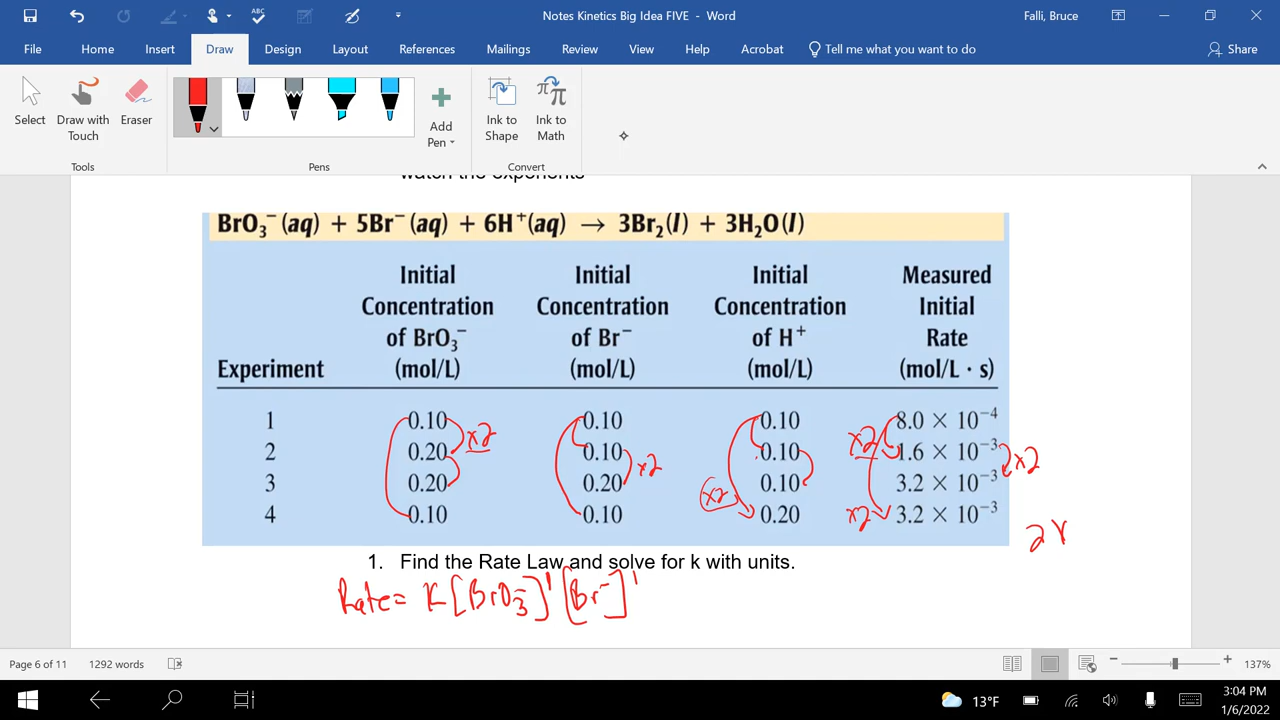 Notes Kinetics Big Idea FIVE - Word
Falli, Bruce
File Home Insert Draw Design Layout References Mailings Review View Help Acrobat Tell me what you want to do Share
Select
Draw with Touch
Eraser
Add Pen
Ink to Shape
Ink to Math
Tools Pens Convert
watch the exponents
BrO₃⁻(aq) + 5Br⁻(aq) + 6H⁺(aq) → 3Br₂(l) + 3H₂O(l)
Initial Initial Initial Measured
Concentration Concentration Concentration Initial
of BrO₃⁻ of Br⁻ of H⁺ Rate
Experiment (mol/L) (mol/L) (mol/L) (mol/L · s)
1 0.10 0.10 0.10 8.0 × 10⁻⁴
x2 x2
2 0.20 0.10 0.10 1.6 × 10⁻³
x2 x2
3 0.20 0.20 0.10 3.2 × 10⁻³
x2
4 0.10 0.10 0.20 3.2 × 10⁻³
x2
2
1. Find the Rate Law and solve for k with units.
Rate = K[BrO₃⁻]¹[Br⁻]¹
Page 6 of 11 1292 words 137%
13°F
3:04 PM
1/6/2022